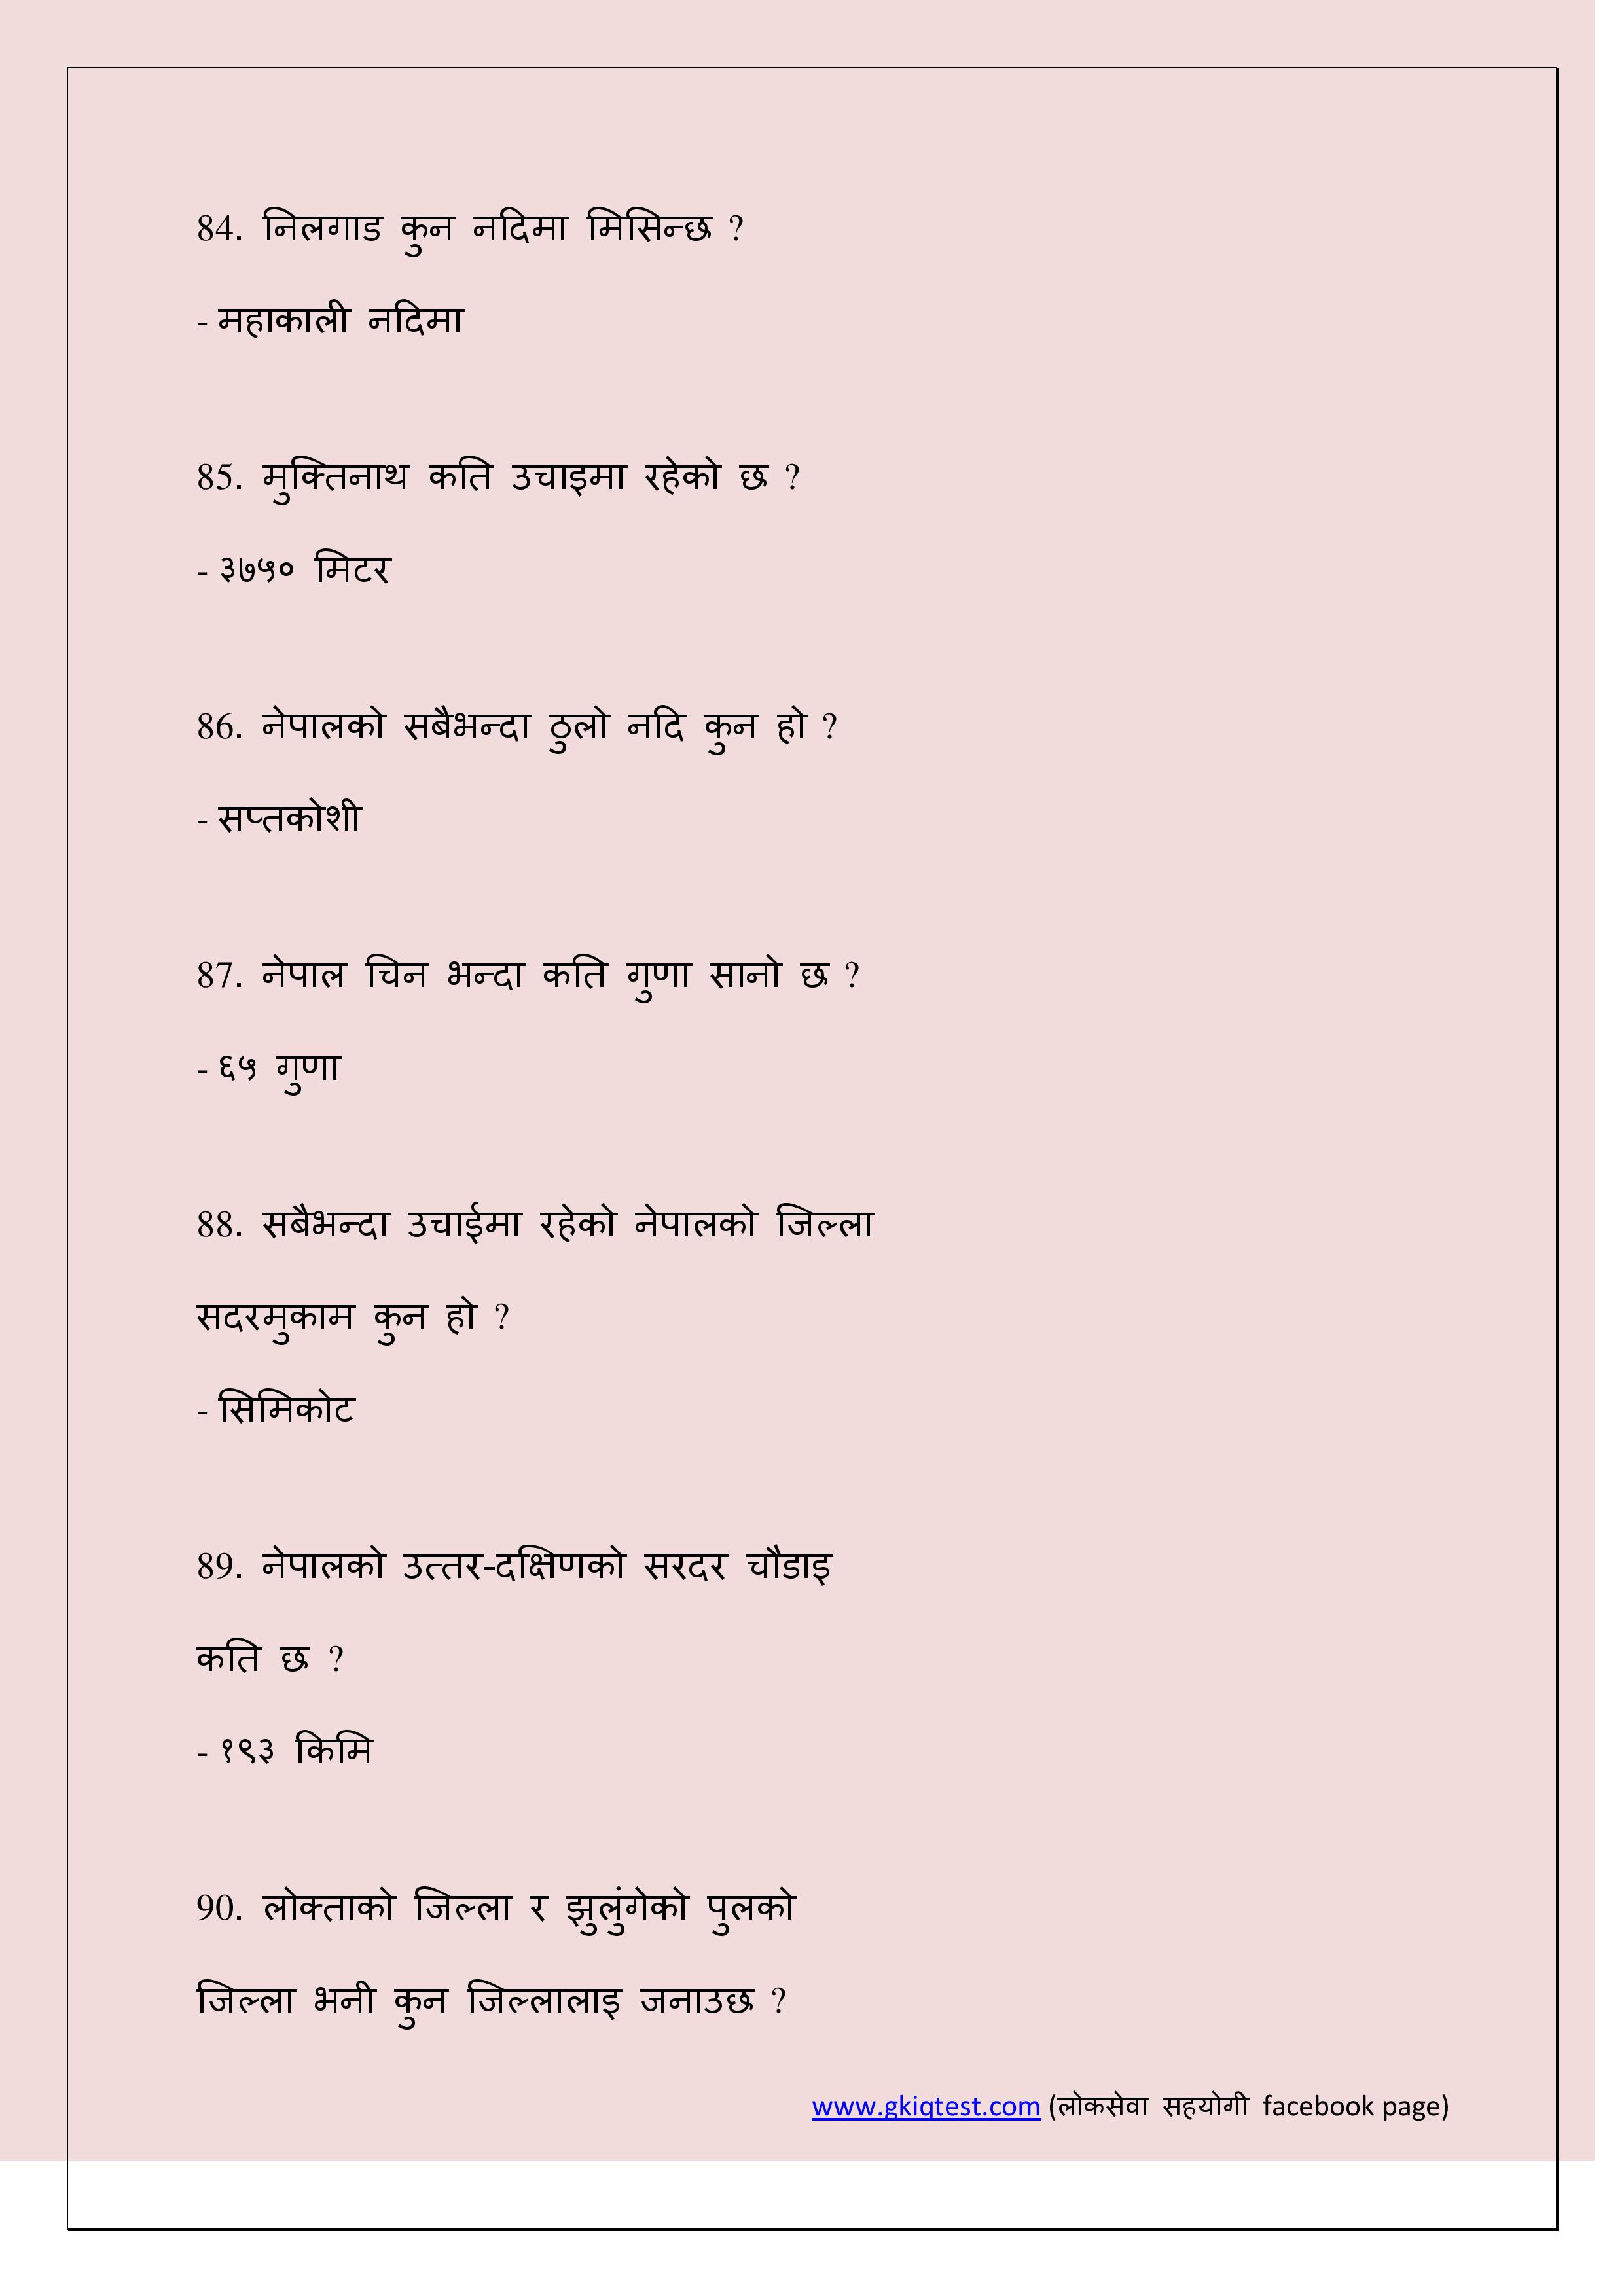 84. निलगाड कुन नदिमा मिसिन्छ ?
- महाकाली नदिमा
85. मुक्तिनाथ कति उचाइमा रहेको छ ?
- ३७५० मिटर
86. नेपालको सबैभन्दा ठुलो नदि कुन हो ?
- सप्तकोशी
87. नेपाल चिन भन्दा कति गुणा सानो छ ?
- ६५ गुणा
88. सबैभन्दा उचाईमा रहेको नेपालको जिल्ला
सदरमुकाम कुन हो ?
- सिमिकोट
89. नेपालको उत्तर-दक्षिणको सरदर चौडाइ
कति छ ?
- १९३ किमि
90. लोक्ताको जिल्ला र झुलुंगेको पुलको
जिल्ला भनी कुन जिल्लालाइ जनाउछ ?
www.gkiqtest.com (लोकसेवा सहयोगी facebook page)